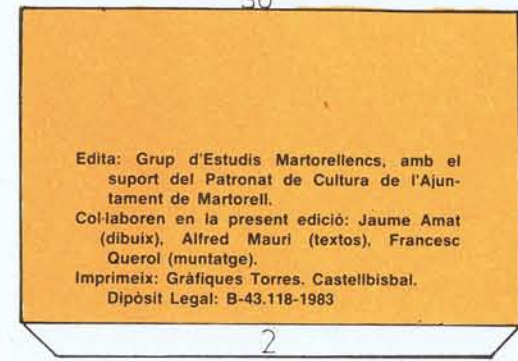 30
Edita: Grup d'Estudis Martorellencs, amb el
suport del Patronat de Cultura de l'Ajun-
tament de Martorell.
Col·laboren en la present edició: Jaume Amat
(dibuix), Alfred Mauri (textos), Francesc
Querol (muntatge).
Imprimeix: Gràfiques Torres. Castellbisbal.
Dipòsit Legal: B-43.118-1983
2